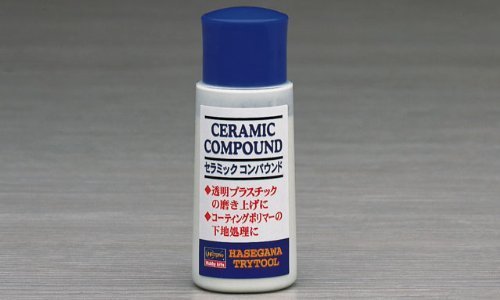 CERAMIC
COMPOUND
セラミック コンパウンド
◆透明プラスチック
の磨き上げに
◆コーティングポリマーの
下地処理に
Hobby kits
HASEGAWA
TRYTOOL